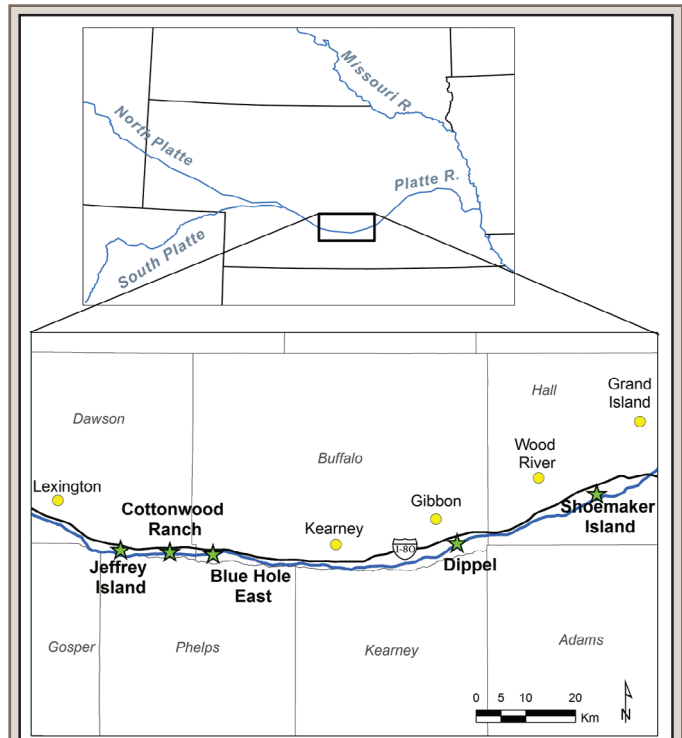 Missouri R.
North Platte
Platte R.
South Platte
Grand
Island
Hall
Dawson
Wood
River
Buffalo
Lexington
Gibbon
Cottonwood
Ranch
Shoemaker
Island
Kearney
I-80
Jeffrey
Island
Blue Hole
East
Dippel
Gosper
Phelps
Kearney
Adams
0 5 10 20
Km
N